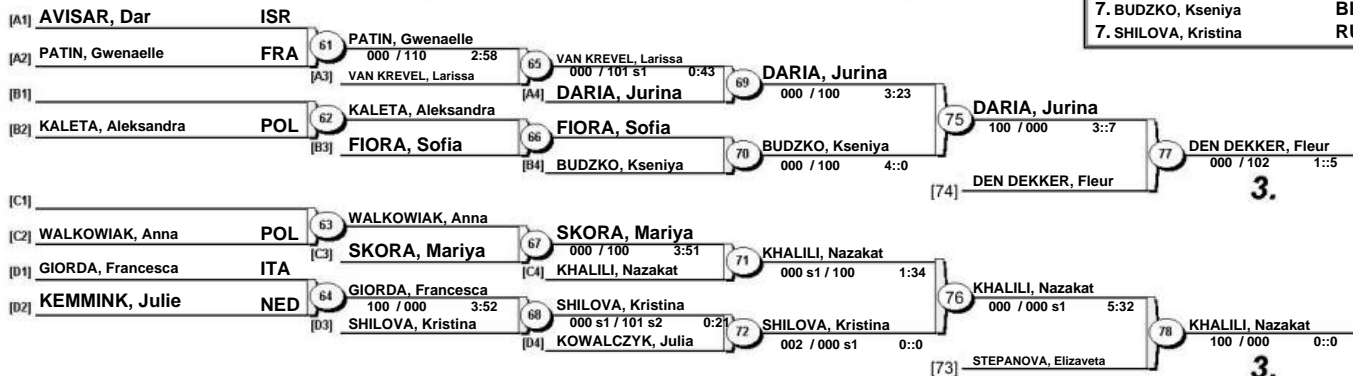 7. BUDZKO, Kseniya
7. SHILOVA, Kristina
[A1] AVISAR, Dar ISR
[A2] PATIN, Gwenaelle FRA
[B1]
[B2] KALETA, Aleksandra POL
[C1]
[C2] WALKOWIAK, Anna POL
[D1] GIORDA, Francesca ITA
[D2] KEMMINK, Julie NED
61 PATIN, Gwenaelle
000 / 110 2:58
[A3] VAN KREVEL, Larissa
62 KALETA, Aleksandra
[B3] FIORA, Sofia
63 WALKOWIAK, Anna
[C3] SKORA, Mariya
64 GIORDA, Francesca
100 / 000 3:52
[D3] SHILOVA, Kristina
65 VAN KREVEL, Larissa
000 / 101 s1 0:43
[A4] DARIA, Jurina
66 FIORA, Sofia
[B4] BUDZKO, Kseniya
67 SKORA, Mariya
000 / 100 3:51
[C4] KHALILI, Nazakat
68 SHILOVA, Kristina
000 s1 / 101 s2 0:21
[D4] KOWALCZYK, Julia
69 DARIA, Jurina
000 / 100 3:23
70 BUDZKO, Kseniya
000 / 100 4::0
71 KHALILI, Nazakat
000 s1 / 100 1:34
72 SHILOVA, Kristina
002 / 000 s1 0::0
75 DARIA, Jurina
100 / 000 3::7
[74] DEN DEKKER, Fleur
76 KHALILI, Nazakat
000 / 000 s1 5:32
[73] STEPANOVA, Elizaveta
77 DEN DEKKER, Fleur
000 / 102 1::5
3.
78 KHALILI, Nazakat
100 / 000 0::0
3.